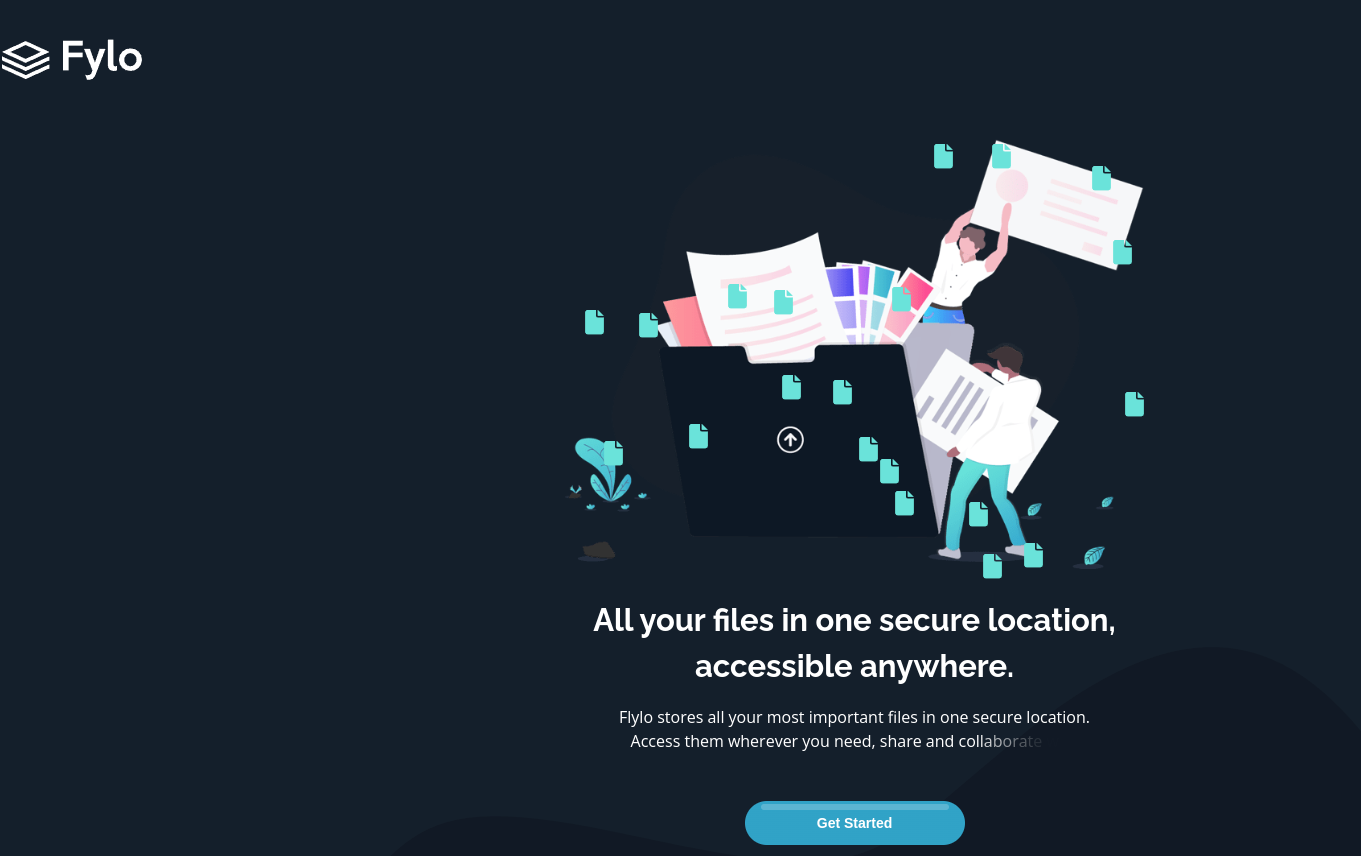 Fylo
All your files in one secure location,
accessible anywhere.
Flylo stores all your most important files in one secure location.
Access them wherever you need, share and collaborate
Get Started